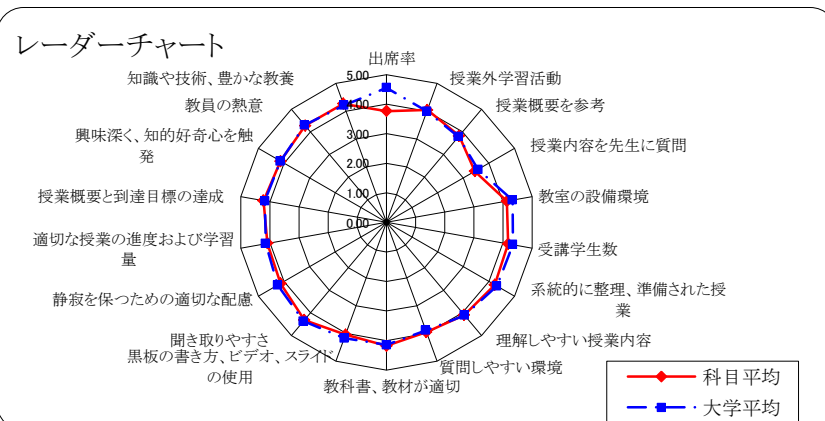 レーダーチャート
出席率
授業外学習活動
授業概要を参考
授業内容を先生に質問
教室の設備環境
受講学生数
系統的に整理、準備された授
業
理解しやすい授業内容
質問しやすい環境
教科書、教材が適切
黒板の書き方、ビデオ、スライド
の使用
聞き取りやすさ
静寂を保つための適切な配慮
適切な授業の進度および学習
量
授業概要と到達目標の達成
興味深く、知的好奇心を触
発
教員の熱意
知識や技術、豊かな教養
5.00
4.00
3.00
2.00
1.00
0.00
科目平均
大学平均